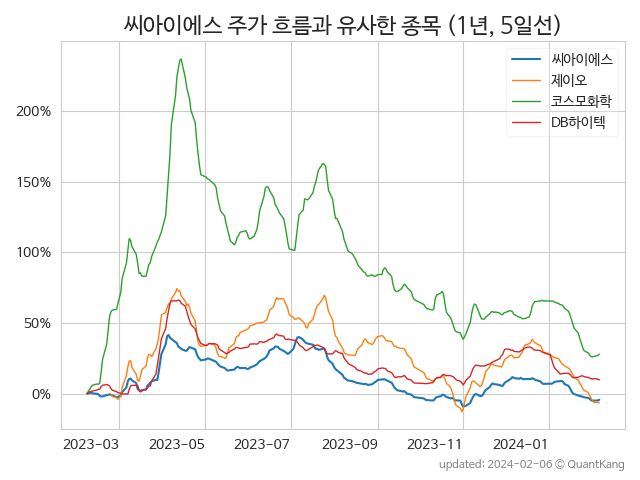 씨아이에스 주가 흐름과 유사한 종목 (1년, 5일선)
씨아이에스
제이오
코스모화학
DB하이텍
200%
150%
100%
50%
0%
2023-03
2023-05
2023-07
2023-09
2023-11
2024-01
updated: 2024-02-06 © QuantKang